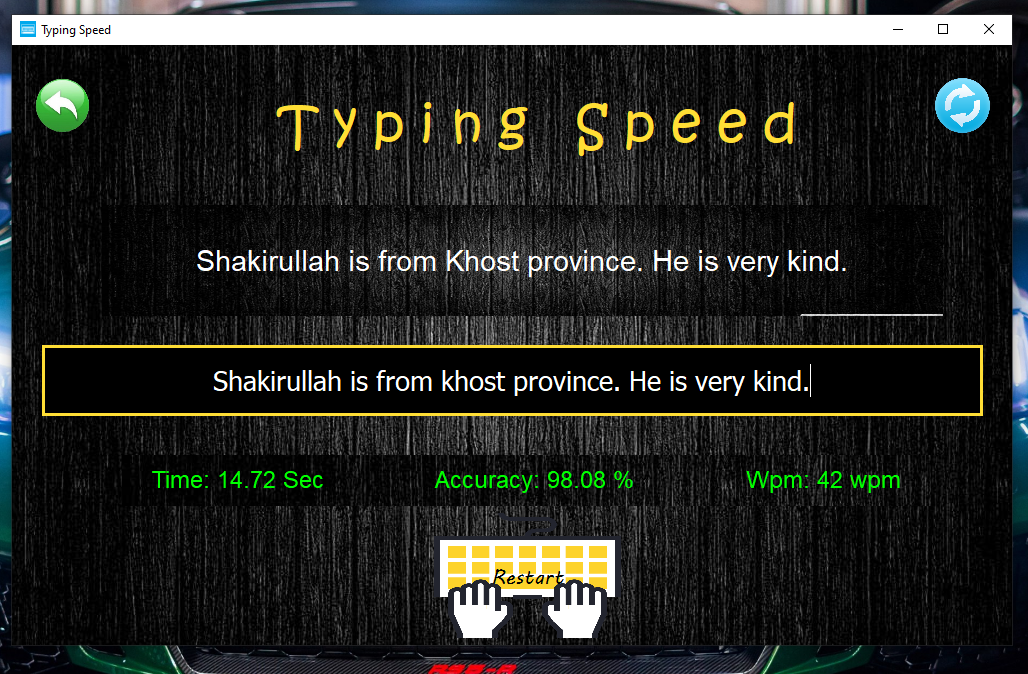 Typing Speed
Typing Speed
Shakirullah is from Khost province. He is very kind.
Shakirullah is from khost province. He is very kind.
Time: 14.72 Sec Accuracy: 98.08 % Wpm: 42 wpm
Restart